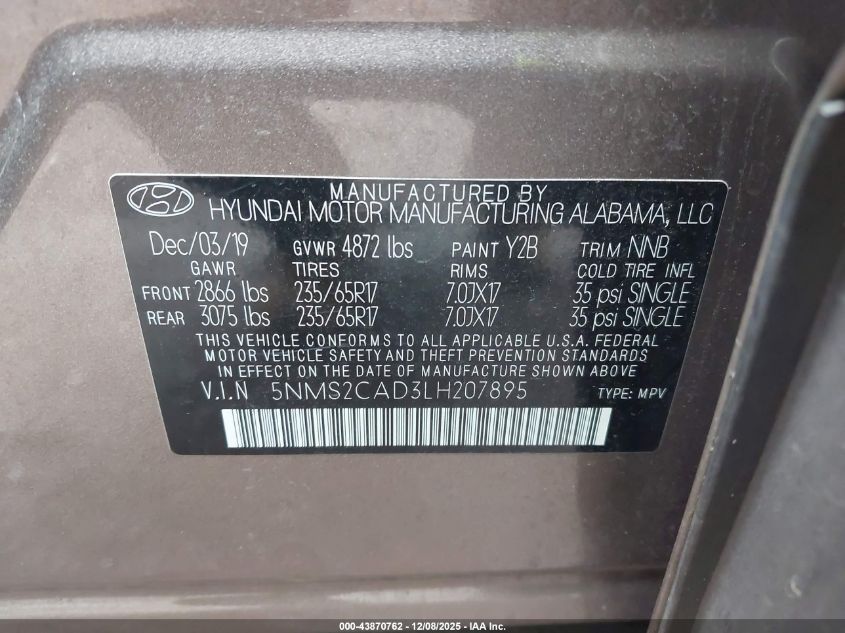 MANUFACTURED BY
HYUNDAI MOTOR MANUFACTURING ALABAMA, LLC
Dec/03/19 GVWR 4872 lbs PAINT Y2B TRIM NNB
GAWR TIRES RIMS COLD TIRE INFL
FRONT 2866 lbs 235/65R17 7.0JX17 35 psi SINGLE
REAR 3075 lbs 235/65R17 7.0JX17 35 psi SINGLE
THIS VEHICLE CONFORMS TO ALL APPLICABLE U.S.A. FEDERAL
MOTOR VEHICLE SAFETY AND THEFT PREVENTION STANDARDS
IN EFFECT ON THE DATE OF MANUFACTURE SHOWN ABOVE
V.I.N 5NMS2CAD3LH207895 TYPE: MPV
000-43870762 - 12/08/2025 - IAA Inc.